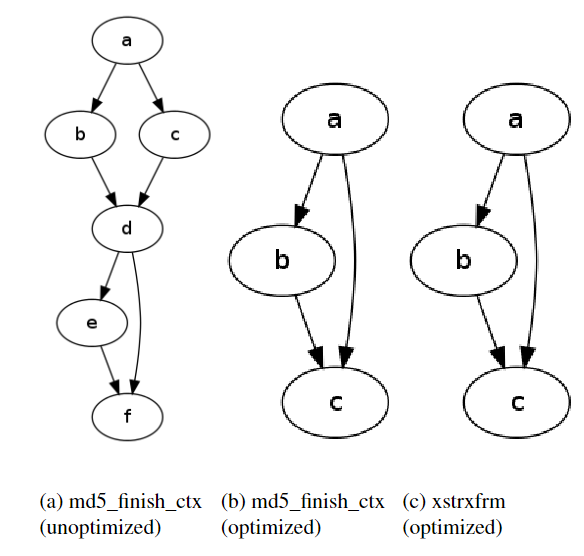 a
b
c
d
e
f
a
b
c
a
b
c
(a) md5_finish_ctx
(unoptimized)
(b) md5_finish_ctx
(optimized)
(c) xstrxfrm
(optimized)